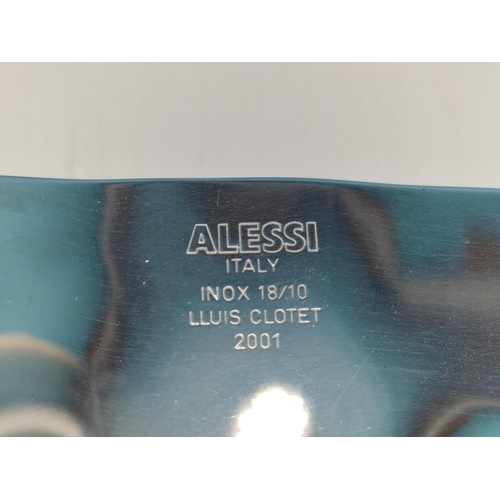 ALESSI
ITALY
INOX 18/10
LLUIS CLOTET
2001